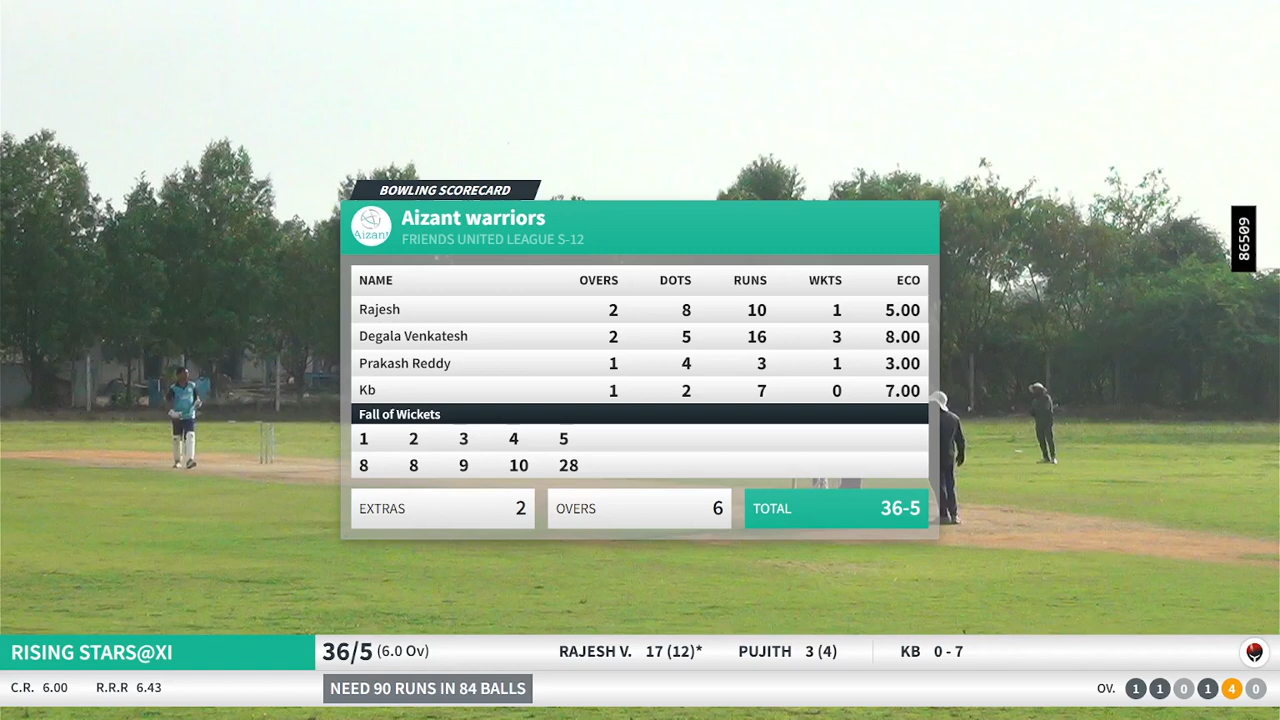 BOWLING SCORECARD
Aizant
Aizant warriors
FRIENDS UNITED LEAGUE S-12
86509
NAME OVERS DOTS RUNS WKTS ECO
Rajesh 2 8 10 1 5.00
Degala Venkatesh 2 5 16 3 8.00
Prakash Reddy 1 4 3 1 3.00
Kb 1 2 7 0 7.00
Fall of Wickets
1 2 3 4 5
8 8 9 10 28
EXTRAS 2 OVERS 6 TOTAL 36-5
RISING STARS@XI 36/5 (6.0 Ov) RAJESH V. 17 (12)* PUJITH 3 (4) KB 0 - 7
C.R. 6.00 R.R.R 6.43 NEED 90 RUNS IN 84 BALLS OV. 1 1 0 1 4 0